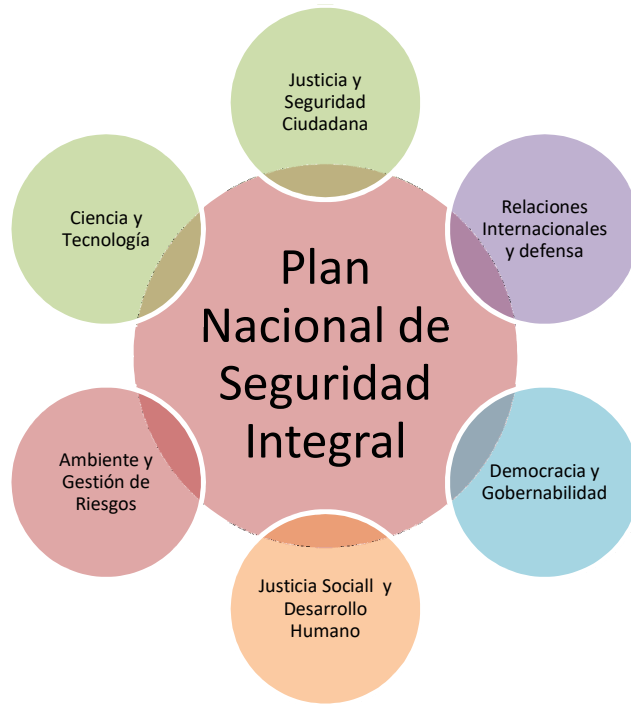 Justicia y
Seguridad
Ciudadana
Relaciones
Internacionales
y defensa
Ciencia y
Tecnología
Plan
Nacional de
Seguridad
Integral
Democracia y
Gobernabilidad
Ambiente y
Gestión de
Riesgos
Justicia Sociall y
Desarrollo
Humano